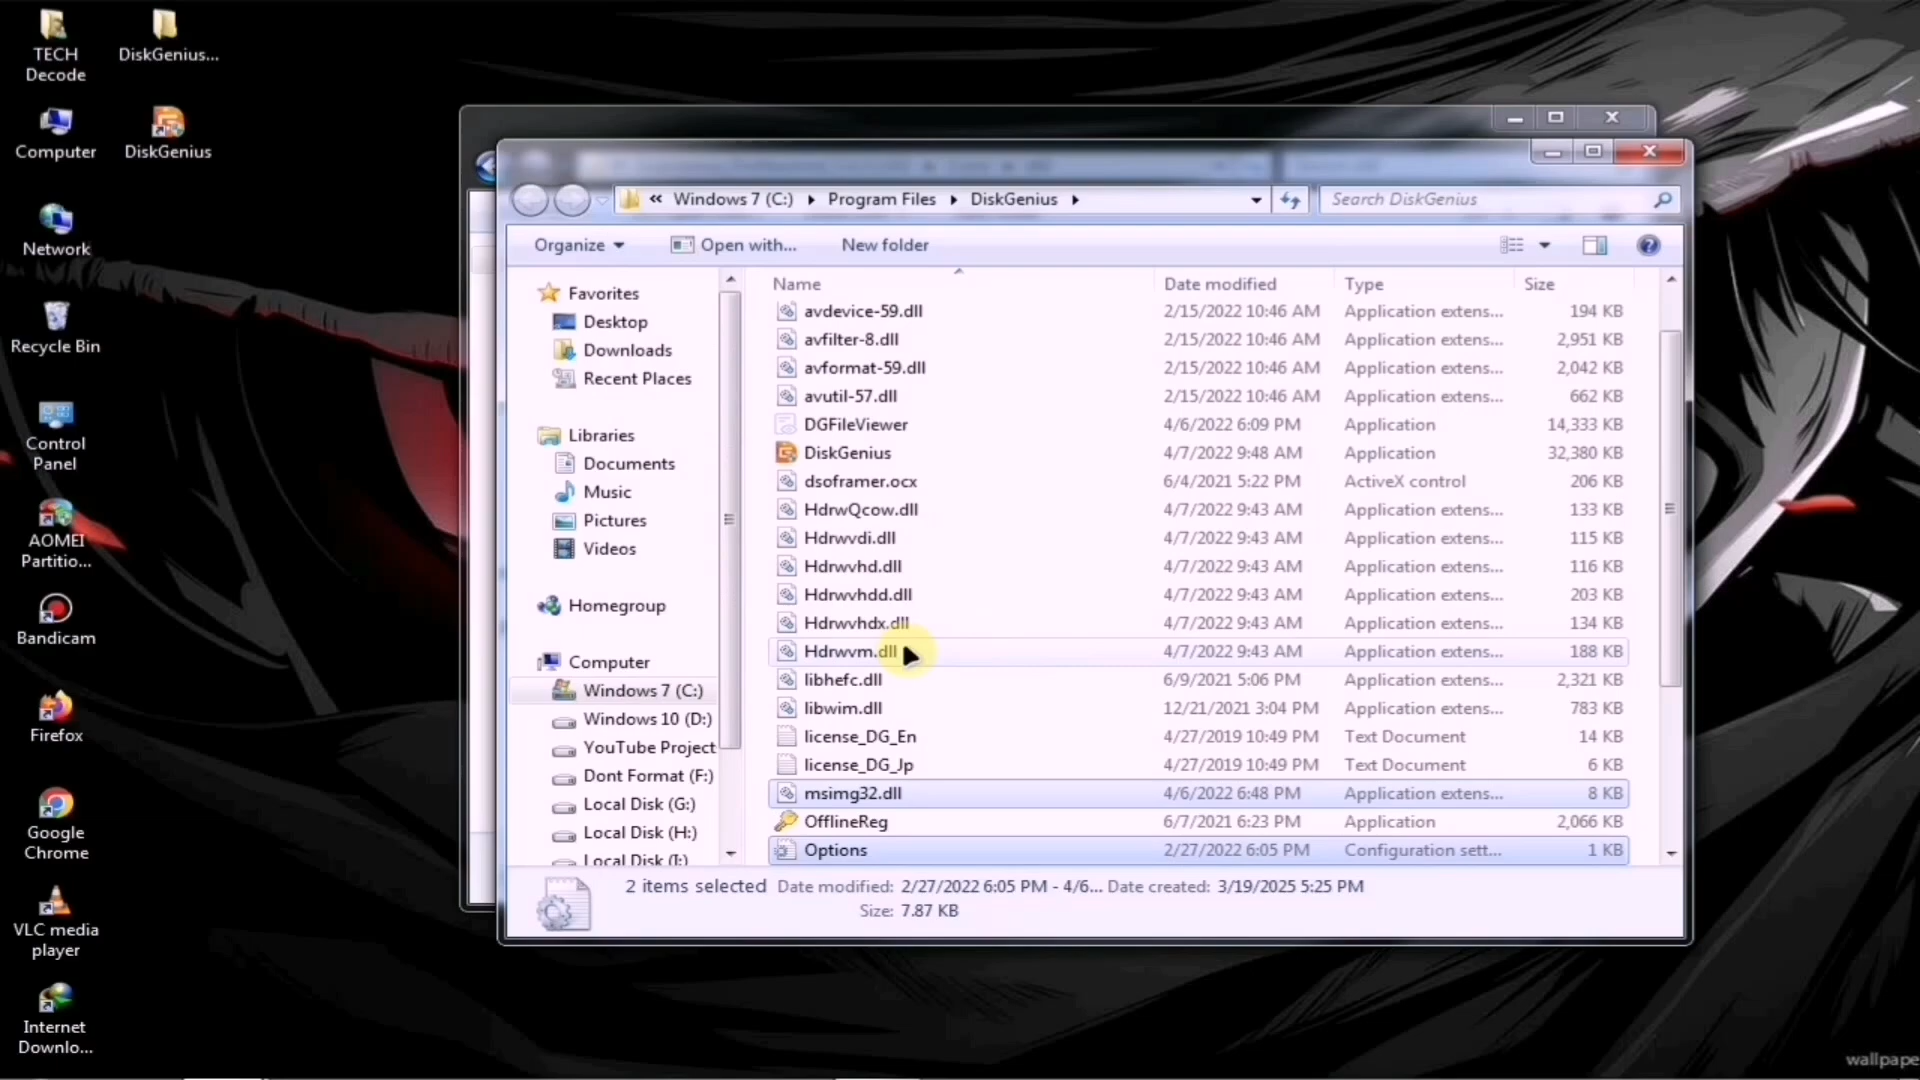 TECH
Decode
DiskGenius...
Computer
DiskGenius
Network
Recycle Bin
Control
Panel
AOMEI
Partitio...
Bandicam
Firefox
Google
Chrome
VLC media
player
Internet
Downlo...
« Windows 7 (C:) Program Files DiskGenius
Search DiskGenius
Organize Open with... New folder
Favorites
Desktop
Downloads
Recent Places
Libraries
Documents
Music
Pictures
Videos
Homegroup
Computer
Windows 7 (C:)
Windows 10 (D:)
YouTube Project
Dont Format (F:)
Local Disk (G:)
Local Disk (H:)
Local Disk (I:)
Name Date modified Type Size
avdevice-59.dll 2/15/2022 10:46 AM Application extens... 194 KB
avfilter-8.dll 2/15/2022 10:46 AM Application extens... 2,951 KB
avformat-59.dll 2/15/2022 10:46 AM Application extens... 2,042 KB
avutil-57.dll 2/15/2022 10:46 AM Application extens... 662 KB
DGFileViewer 4/6/2022 6:09 PM Application 14,333 KB
DiskGenius 4/7/2022 9:48 AM Application 32,380 KB
dsoframer.ocx 6/4/2021 5:22 PM ActiveX control 206 KB
HdrwQcow.dll 4/7/2022 9:43 AM Application extens... 133 KB
Hdrwvdi.dll 4/7/2022 9:43 AM Application extens... 115 KB
Hdrwvhd.dll 4/7/2022 9:43 AM Application extens... 116 KB
Hdrwvhdd.dll 4/7/2022 9:43 AM Application extens... 203 KB
Hdrwvhdx.dll 4/7/2022 9:43 AM Application extens... 134 KB
Hdrwvm.dll 4/7/2022 9:43 AM Application extens... 188 KB
libhefc.dll 6/9/2021 5:06 PM Application extens... 2,321 KB
libwim.dll 12/21/2021 3:04 PM Application extens... 783 KB
license_DG_En 4/27/2019 10:49 PM Text Document 14 KB
license_DG_Jp 4/27/2019 10:49 PM Text Document 6 KB
msimg32.dll 4/6/2022 6:48 PM Application extens... 8 KB
OfflineReg 6/7/2021 6:23 PM Application 2,066 KB
Options 2/27/2022 6:05 PM Configuration sett... 1 KB
2 items selected Date modified: 2/27/2022 6:05 PM - 4/6... Date created: 3/19/2025 5:25 PM
Size: 7.87 KB
wallpape